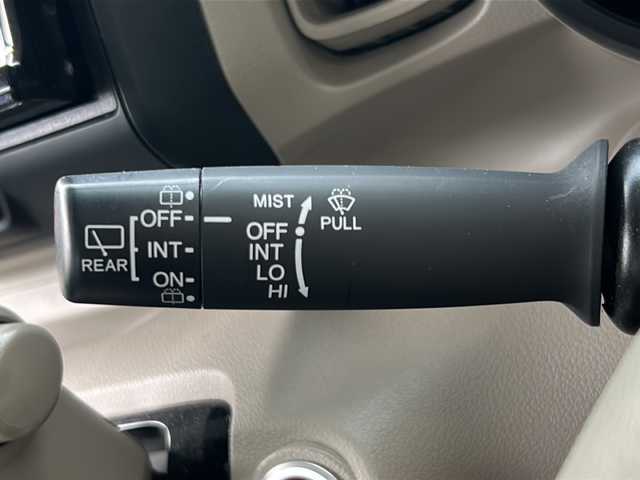 REAR
OFF
INT
ON
MIST
OFF
INT
LO
HI
PULL